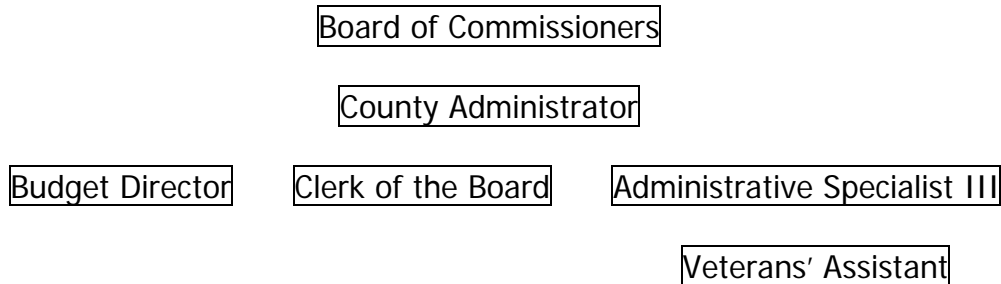 Board of Commissioners
County Administrator
Budget Director Clerk of the Board Administrative Specialist III
Veterans’ Assistant